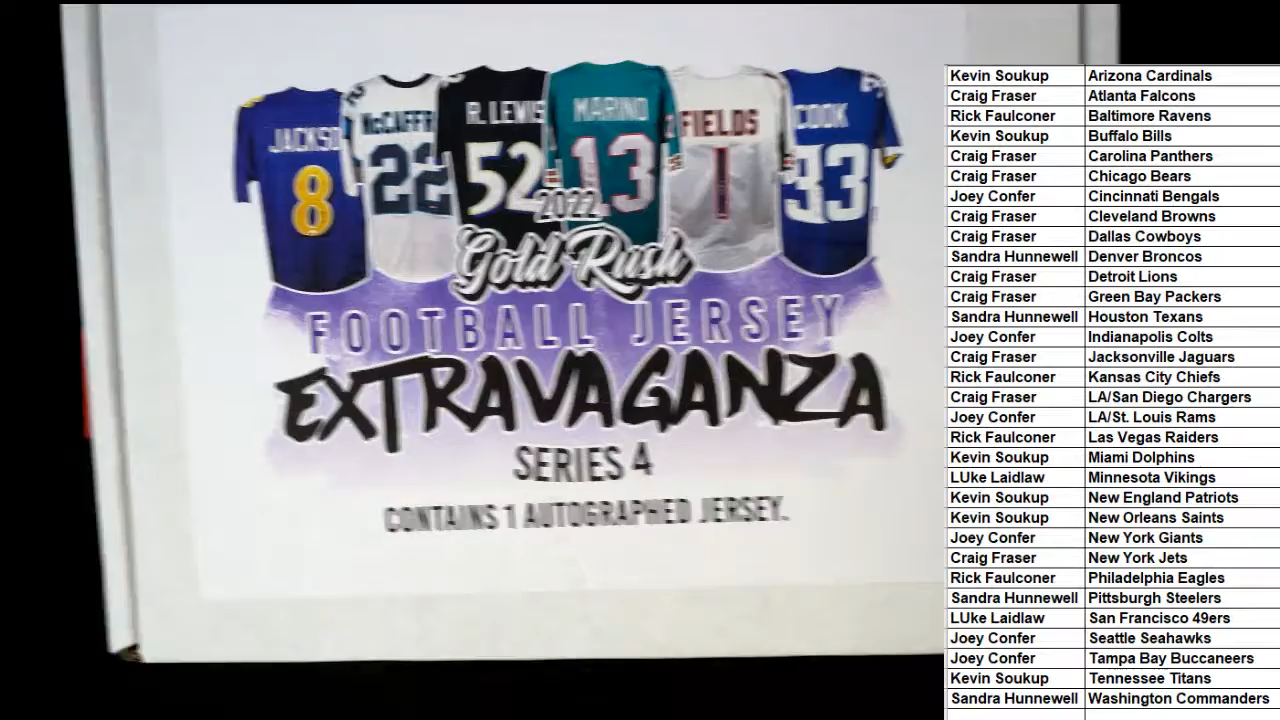 JACKSO
8
McCAFFR
22
R. LEWIS
52
MARINO
13
FIELDS
1
COOK
33
2022
Gold Rush
FOOTBALL JERSEY
EXTRAVAGANZA
SERIES 4
CONTAINS 1 AUTOGRAPHED JERSEY.
Kevin Soukup Arizona Cardinals
Craig Fraser Atlanta Falcons
Rick Faulconer Baltimore Ravens
Kevin Soukup Buffalo Bills
Craig Fraser Carolina Panthers
Craig Fraser Chicago Bears
Joey Confer Cincinnati Bengals
Craig Fraser Cleveland Browns
Craig Fraser Dallas Cowboys
Sandra Hunnewell Denver Broncos
Craig Fraser Detroit Lions
Craig Fraser Green Bay Packers
Sandra Hunnewell Houston Texans
Joey Confer Indianapolis Colts
Craig Fraser Jacksonville Jaguars
Rick Faulconer Kansas City Chiefs
Craig Fraser LA/San Diego Chargers
Joey Confer LA/St. Louis Rams
Rick Faulconer Las Vegas Raiders
Kevin Soukup Miami Dolphins
LUke Laidlaw Minnesota Vikings
Kevin Soukup New England Patriots
Kevin Soukup New Orleans Saints
Joey Confer New York Giants
Craig Fraser New York Jets
Rick Faulconer Philadelphia Eagles
Sandra Hunnewell Pittsburgh Steelers
LUke Laidlaw San Francisco 49ers
Joey Confer Seattle Seahawks
Joey Confer Tampa Bay Buccaneers
Kevin Soukup Tennessee Titans
Sandra Hunnewell Washington Commanders